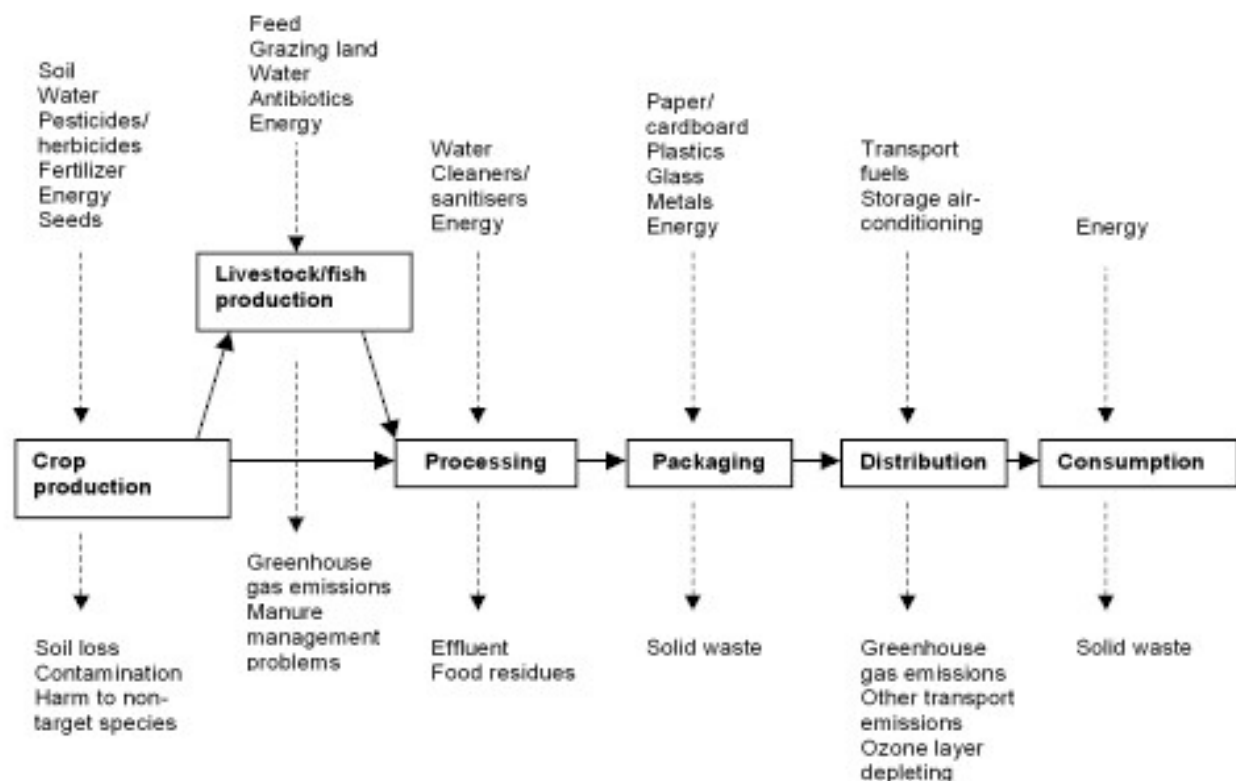 Feed
Grazing land
Water
Antibiotics
Energy
Soil
Water
Pesticides/
herbicides
Fertilizer
Energy
Seeds
Water
Cleaners/
sanitisers
Energy
Paper/
cardboard
Plastics
Glass
Metals
Energy
Transport
fuels
Storage air-
conditioning
Energy
Livestock/fish
production
Crop
production
Processing
Packaging
Distribution
Consumption
Soil loss
Contamination
Harm to non-
target species
Greenhouse
gas emissions
Manure
management
problems
Effluent
Food residues
Solid waste
Greenhouse
gas emissions
Other transport
emissions
Ozone layer
depleting
Solid waste